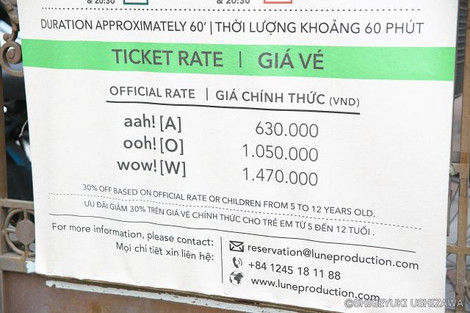 & 20:30 & 20:30
DURATION APPROXIMATELY 60' | THỜI LƯỢNG KHOẢNG 60 PHÚT
TICKET RATE | GIÁ VÉ
OFFICIAL RATE | GIÁ CHÍNH THỨC (VND)
aah! [A] 630.000
ooh! [O] 1.050.000
wow! [W] 1.470.000
30% OFF BASED ON OFFICIAL RATE OR CHILDREN FROM 5 TO 12 YEARS OLD.
ƯU ĐÃI GIẢM 30% TRÊN GIÁ VÉ CHÍNH THỨC CHO TRẺ EM TỪ 5 ĐẾN 12 TUỔI.
For more information, please contact:
Mọi chi tiết xin liên hệ:
reservation@luneproduction.com
+84 1245 18 11 88
www.luneproduction.com
©SHIGEYUKI USHIZAWA